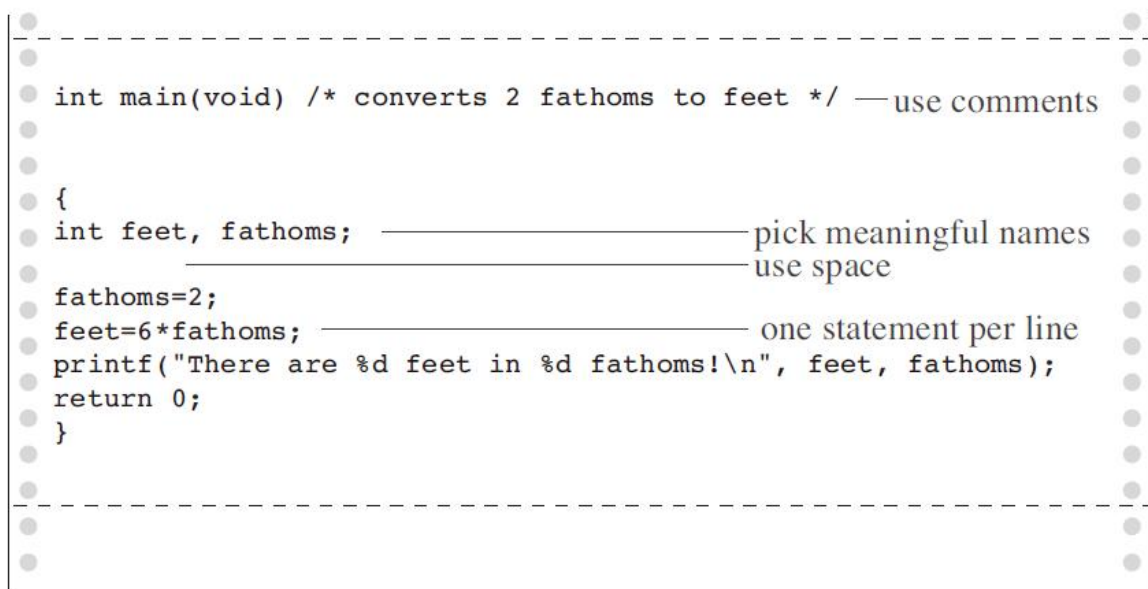 int main(void) /* converts 2 fathoms to feet */ use comments
{
int feet, fathoms; pick meaningful names
use space
fathoms=2;
feet=6*fathoms; one statement per line
printf("There are %d feet in %d fathoms!\n", feet, fathoms);
return 0;
}